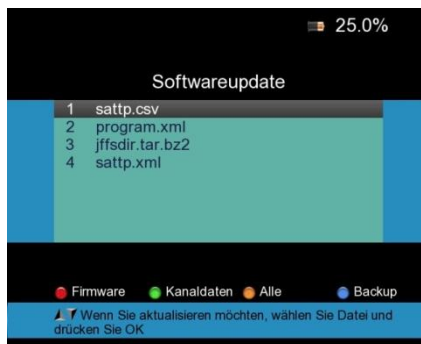 25.0%
Softwareupdate
1 sattp.csv
2 program.xml
3 jffsdir.tar.bz2
4 sattp.xml
Firmware Kanaldaten Alle Backup
Wenn Sie aktualisieren möchten, wählen Sie Datei und
drücken Sie OK